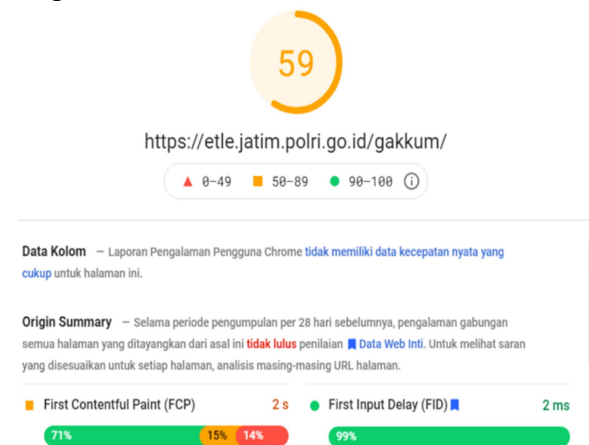 59
https://etle.jatim.polri.go.id/gakkum/
0-49 50-89 90-100
Data Kolom — Laporan Pengalaman Pengguna Chrome tidak memiliki data kecepatan nyata yang
cukup untuk halaman ini.
Origin Summary — Selama periode pengumpulan per 28 hari sebelumnya, pengalaman gabungan
semua halaman yang ditayangkan dari asal ini tidak lulus penilaian Data Web Inti. Untuk melihat saran
yang disesuaikan untuk setiap halaman, analisis masing-masing URL halaman.
First Contentful Paint (FCP) 2 s First Input Delay (FID) 2 ms
71% 15% 14% 99%